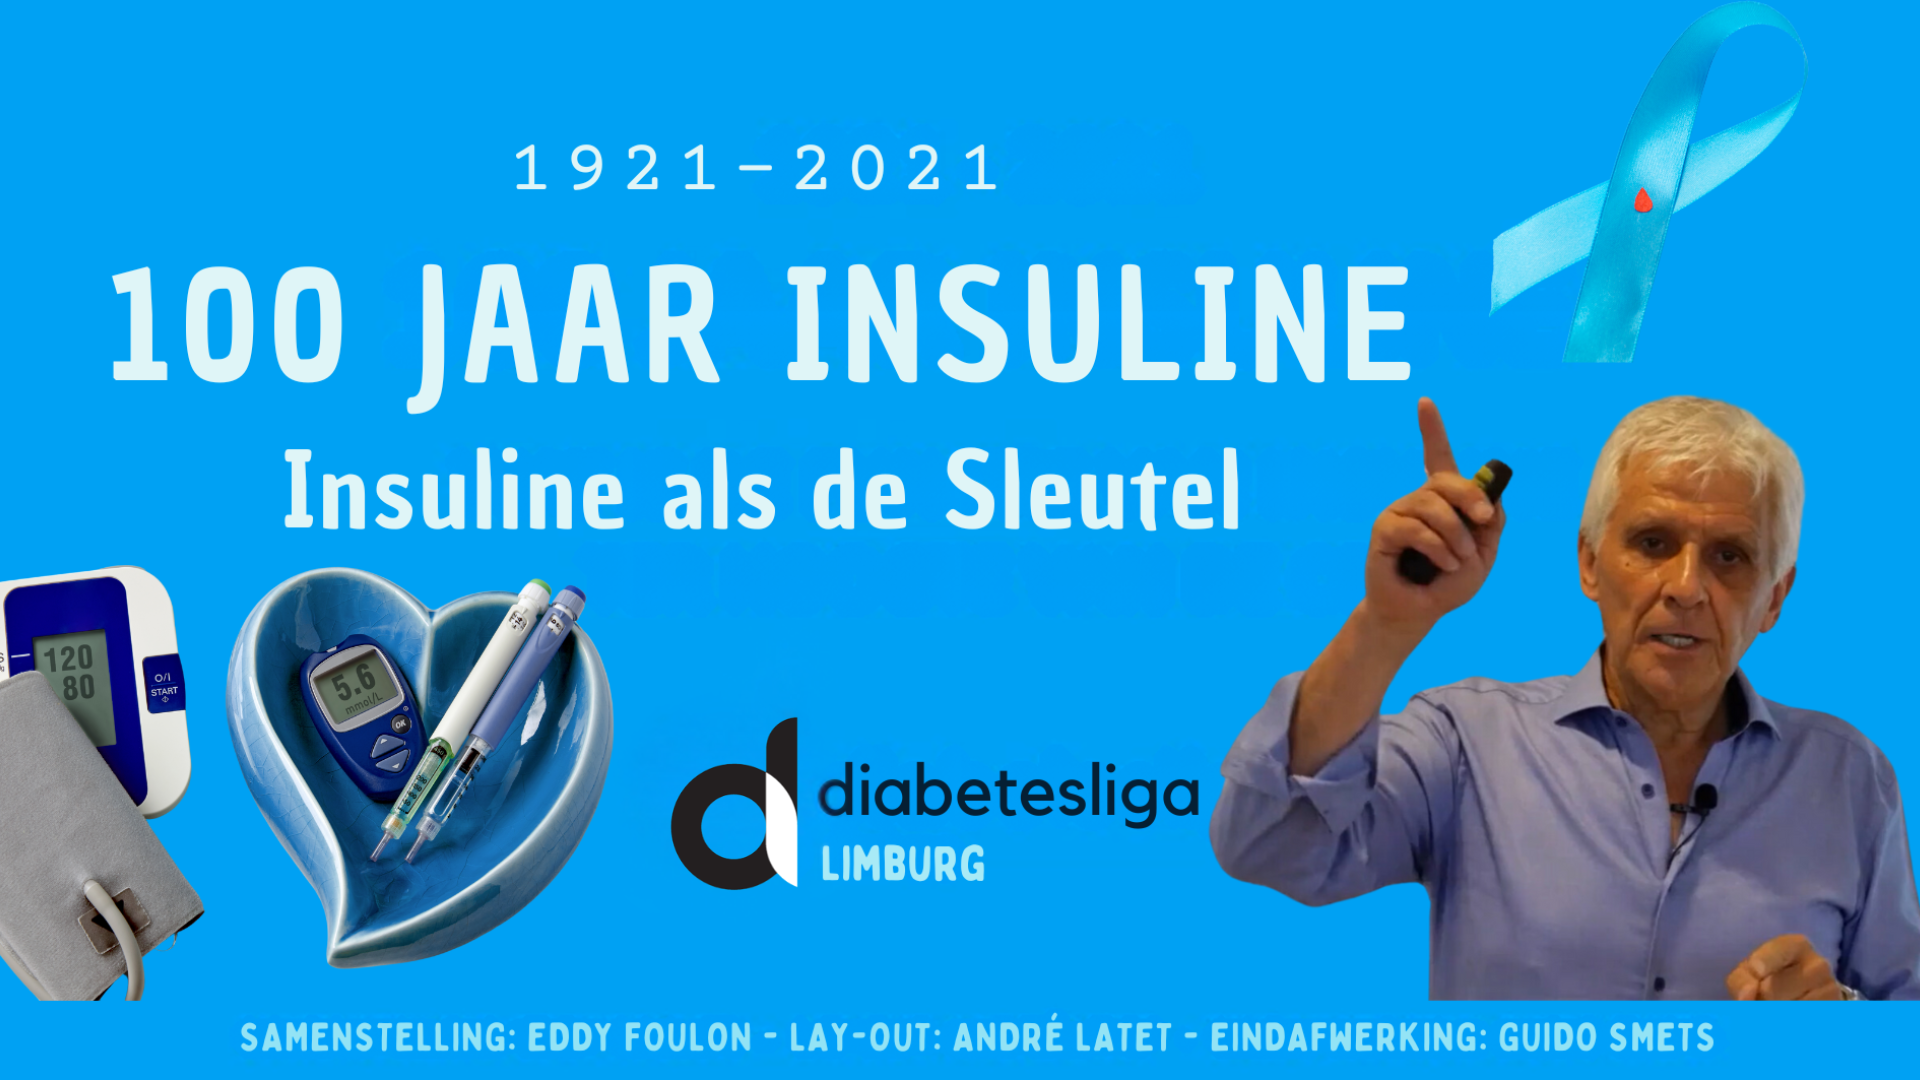 1921-2021
100 JAAR INSULINE
Insuline als de Sleutel
120
80
O/I
START
5.6
mmol/L
OK
diabetesliga
LIMBURG
SAMENSTELLING: EDDY FOULON - LAY-OUT: ANDRÉ LATET - EINDAFWERKING: GUIDO SMETS